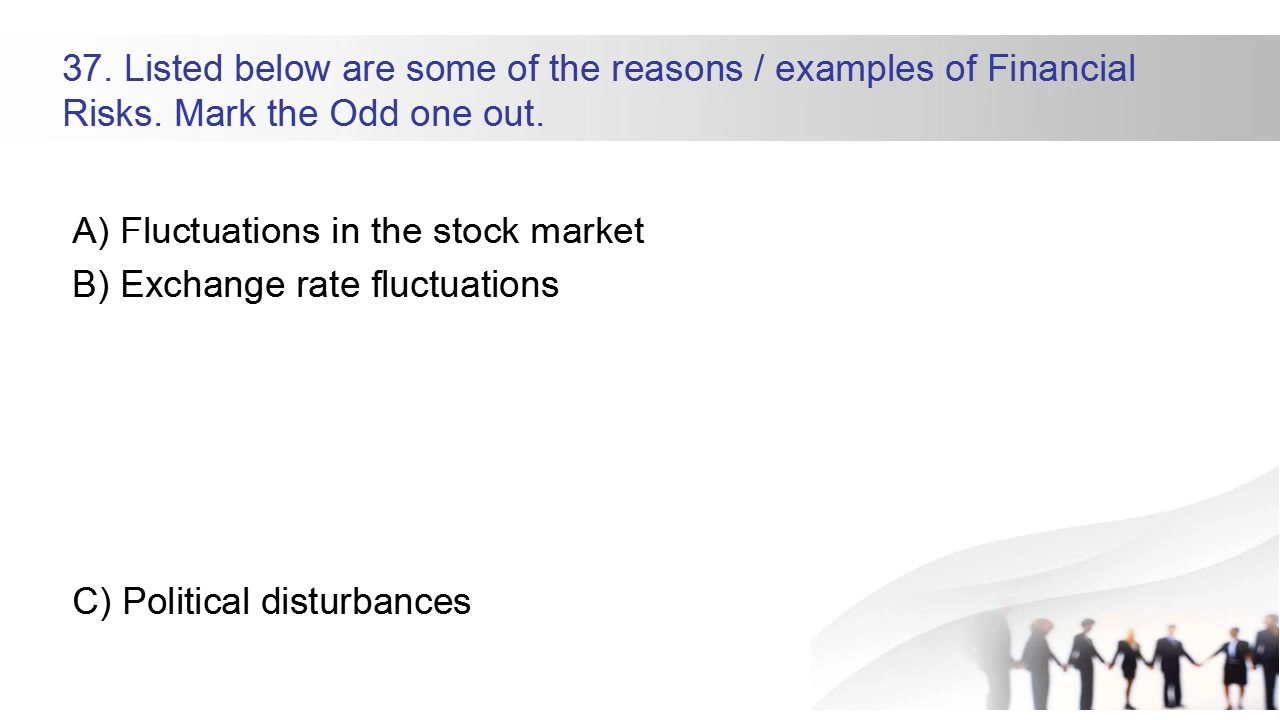 37. Listed below are some of the reasons / examples of Financial
Risks. Mark the Odd one out.
A) Fluctuations in the stock market
B) Exchange rate fluctuations
C) Political disturbances